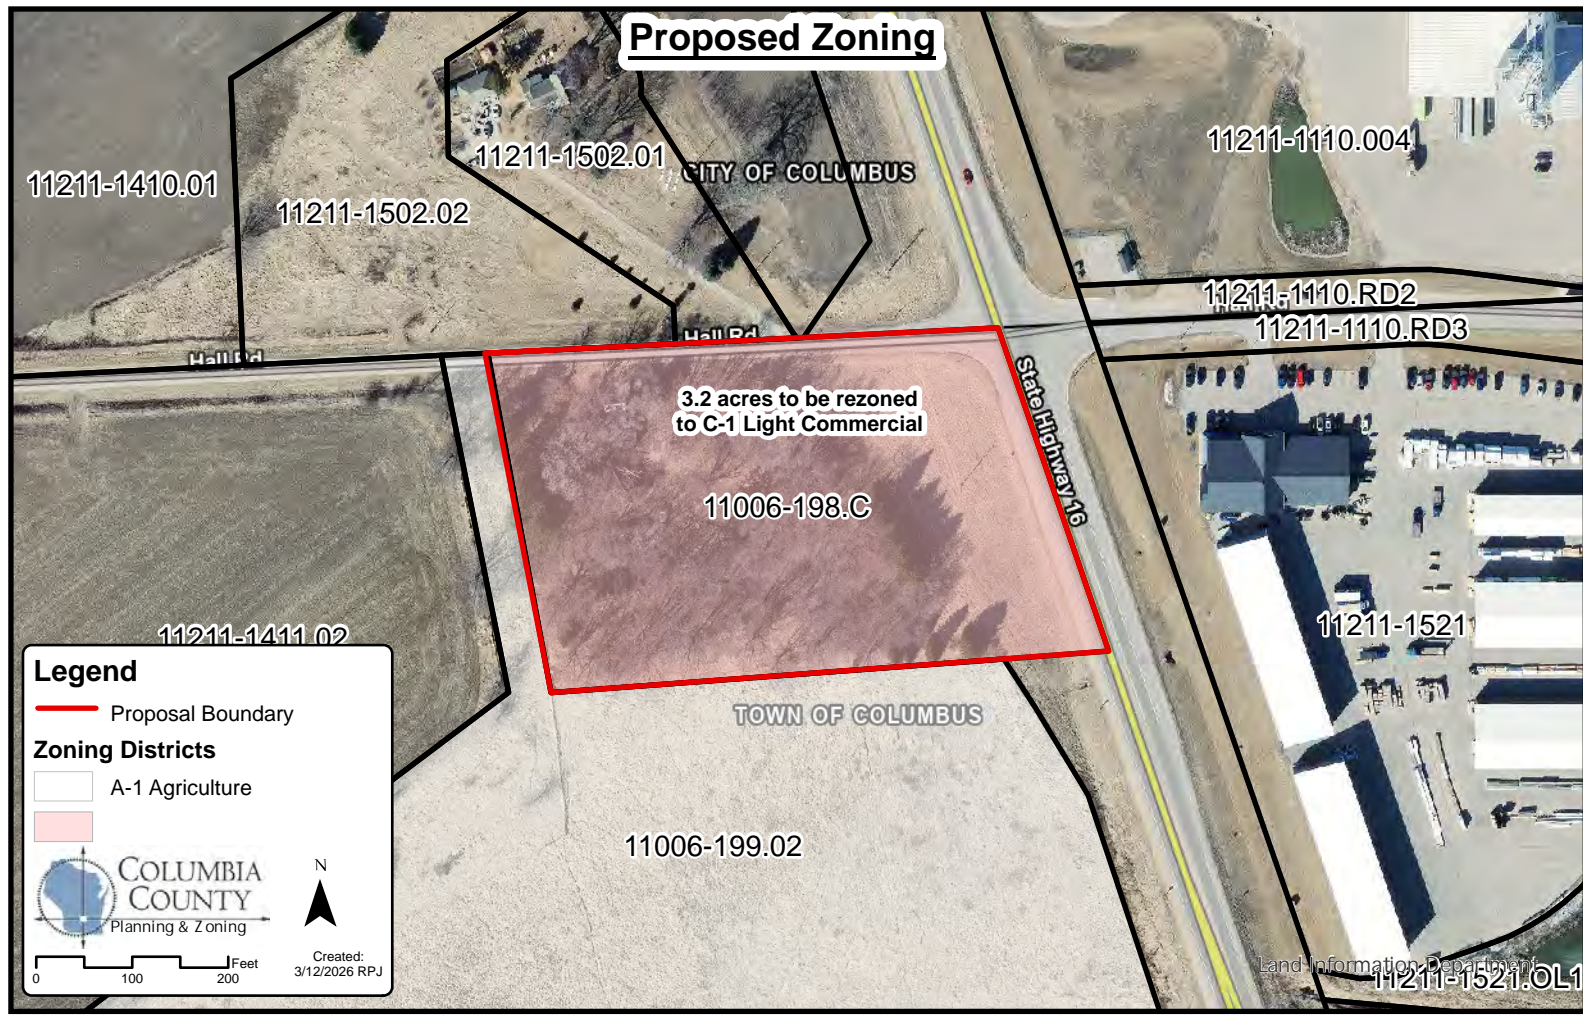 Proposed Zoning
11211-1502.01
CITY OF COLUMBUS
11211-1110.004
11211-1410.01
11211-1502.02
11211-1110.RD2
11211-1110.RD3
Hall Rd
Hall Rd
3.2 acres to be rezoned
to C-1 Light Commercial
State Highway 16
11006-198.C
11211-1521
11211-1411.02
TOWN OF COLUMBUS
11006-199.02
Legend
Proposal Boundary
Zoning Districts
A-1 Agriculture
COLUMBIA
COUNTY
Planning & Zoning
N
Created:
3/12/2026 RPJ
Feet
0 100 200
Land Information Department
11211-1521.OL1